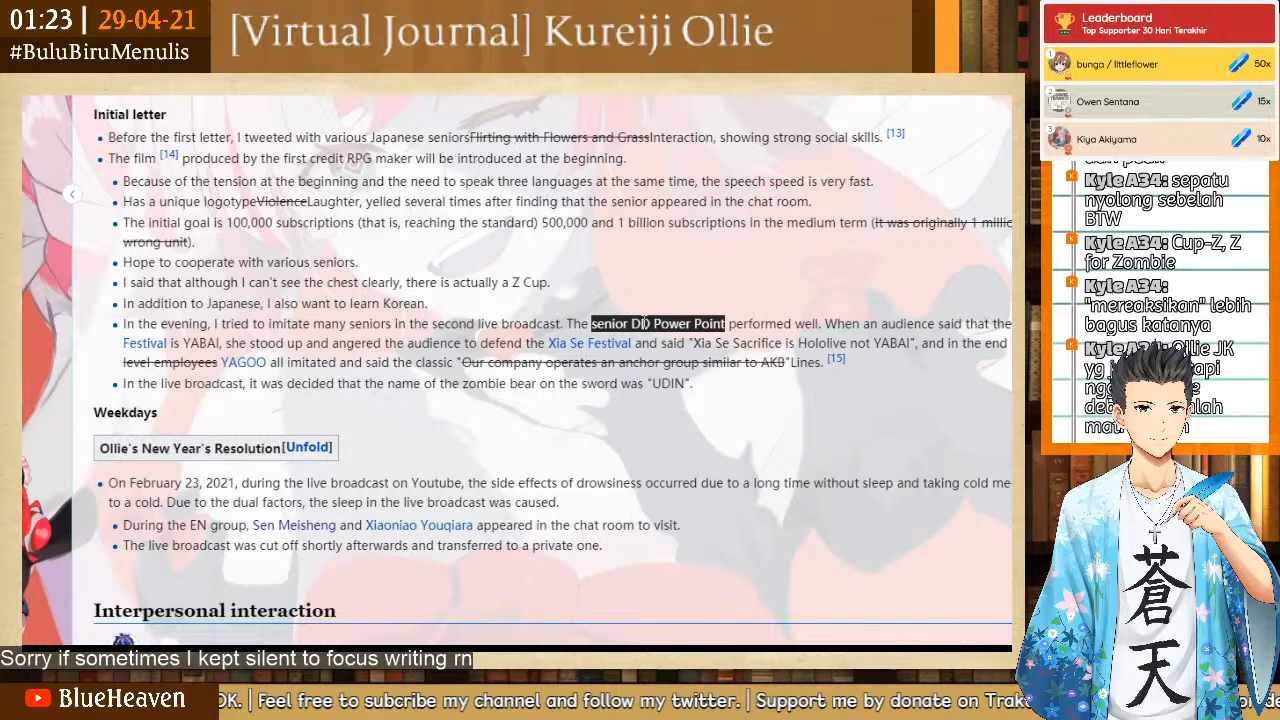 01:23 | 29-04-21
#BuluBiruMenulis
[Virtual Journal] Kureiji Ollie
Leaderboard
Top Supporter 30 Hari Terakhir
1 bunga / littleflower 50x
2 Owen Sentana 15x
3 Kiya Akiyama 10x
Kyle A34: sepatu
nyolong sebelah
BTW
Kyle A34: Cup-Z, Z
for Zombie
Kyle A34:
"mereaksikan" lebih
bagus katanya
Initial letter
Before the first letter, I tweeted with various Japanese seniorsFlirting with Flowers and GrassInteraction, showing strong social skills. [13]
The film [14] produced by the first credit RPG maker will be introduced at the beginning.
Because of the tension at the beginning and the need to speakthree languages at the same time, the speech speed is very fast.
Has a unique logotypeViolenceLaughter, yelled several times after finding that the senior appeared in the chat room.
The initial goal is 100,000 subscripts (that is, reaching the standard) 500,000 and 1 billion subscriptions in the medium term (It was originally 1 millio
wrong unit).
Hope to cooperate with various seniors.
I said that although I can't see the chest clearly, there is actually a Z Cup.
In addition to Japanese, I also want to learn Korean.
In the evening, I tried to imitate many seniors in the second live broadcast. The senior DD Power Point performed well. When an audience said that the
Festival is YABAI, she stood up and angered the audience to defend the Xia Se Festival and said "Xia Se Sacrifice is Hololive not YABAI", and in the end
level employees YAGOO all imitated and said the classic "Our company operates an anchor group similar to AKB"Lines. [15]
In the live broadcast, it was decided that the name of the zombie bear on the sword was "UDIN".
Weekdays
Ollie's New Year's Resolution[Unfold]
On February 23, 2021, during the live broadcast on Youtube, the side effects of drowsiness occurred due to a long time without sleep and taking cold me
to a cold. Due to the dual factors, the sleep in the live broadcast was caused.
During the EN group, Sen Meisheng and Xiaoniao Youqiara appeared in the chat room to visit.
The live broadcast was cut off shortly afterwards and transferred to a private one.
Interpersonal interaction
蒼
天
Sorry if sometimes I kept silent to focus writing rn
BlueHeaven
OK. | Feel free to subcribe my channel and follow my twitter. | Support me by donate on Trak